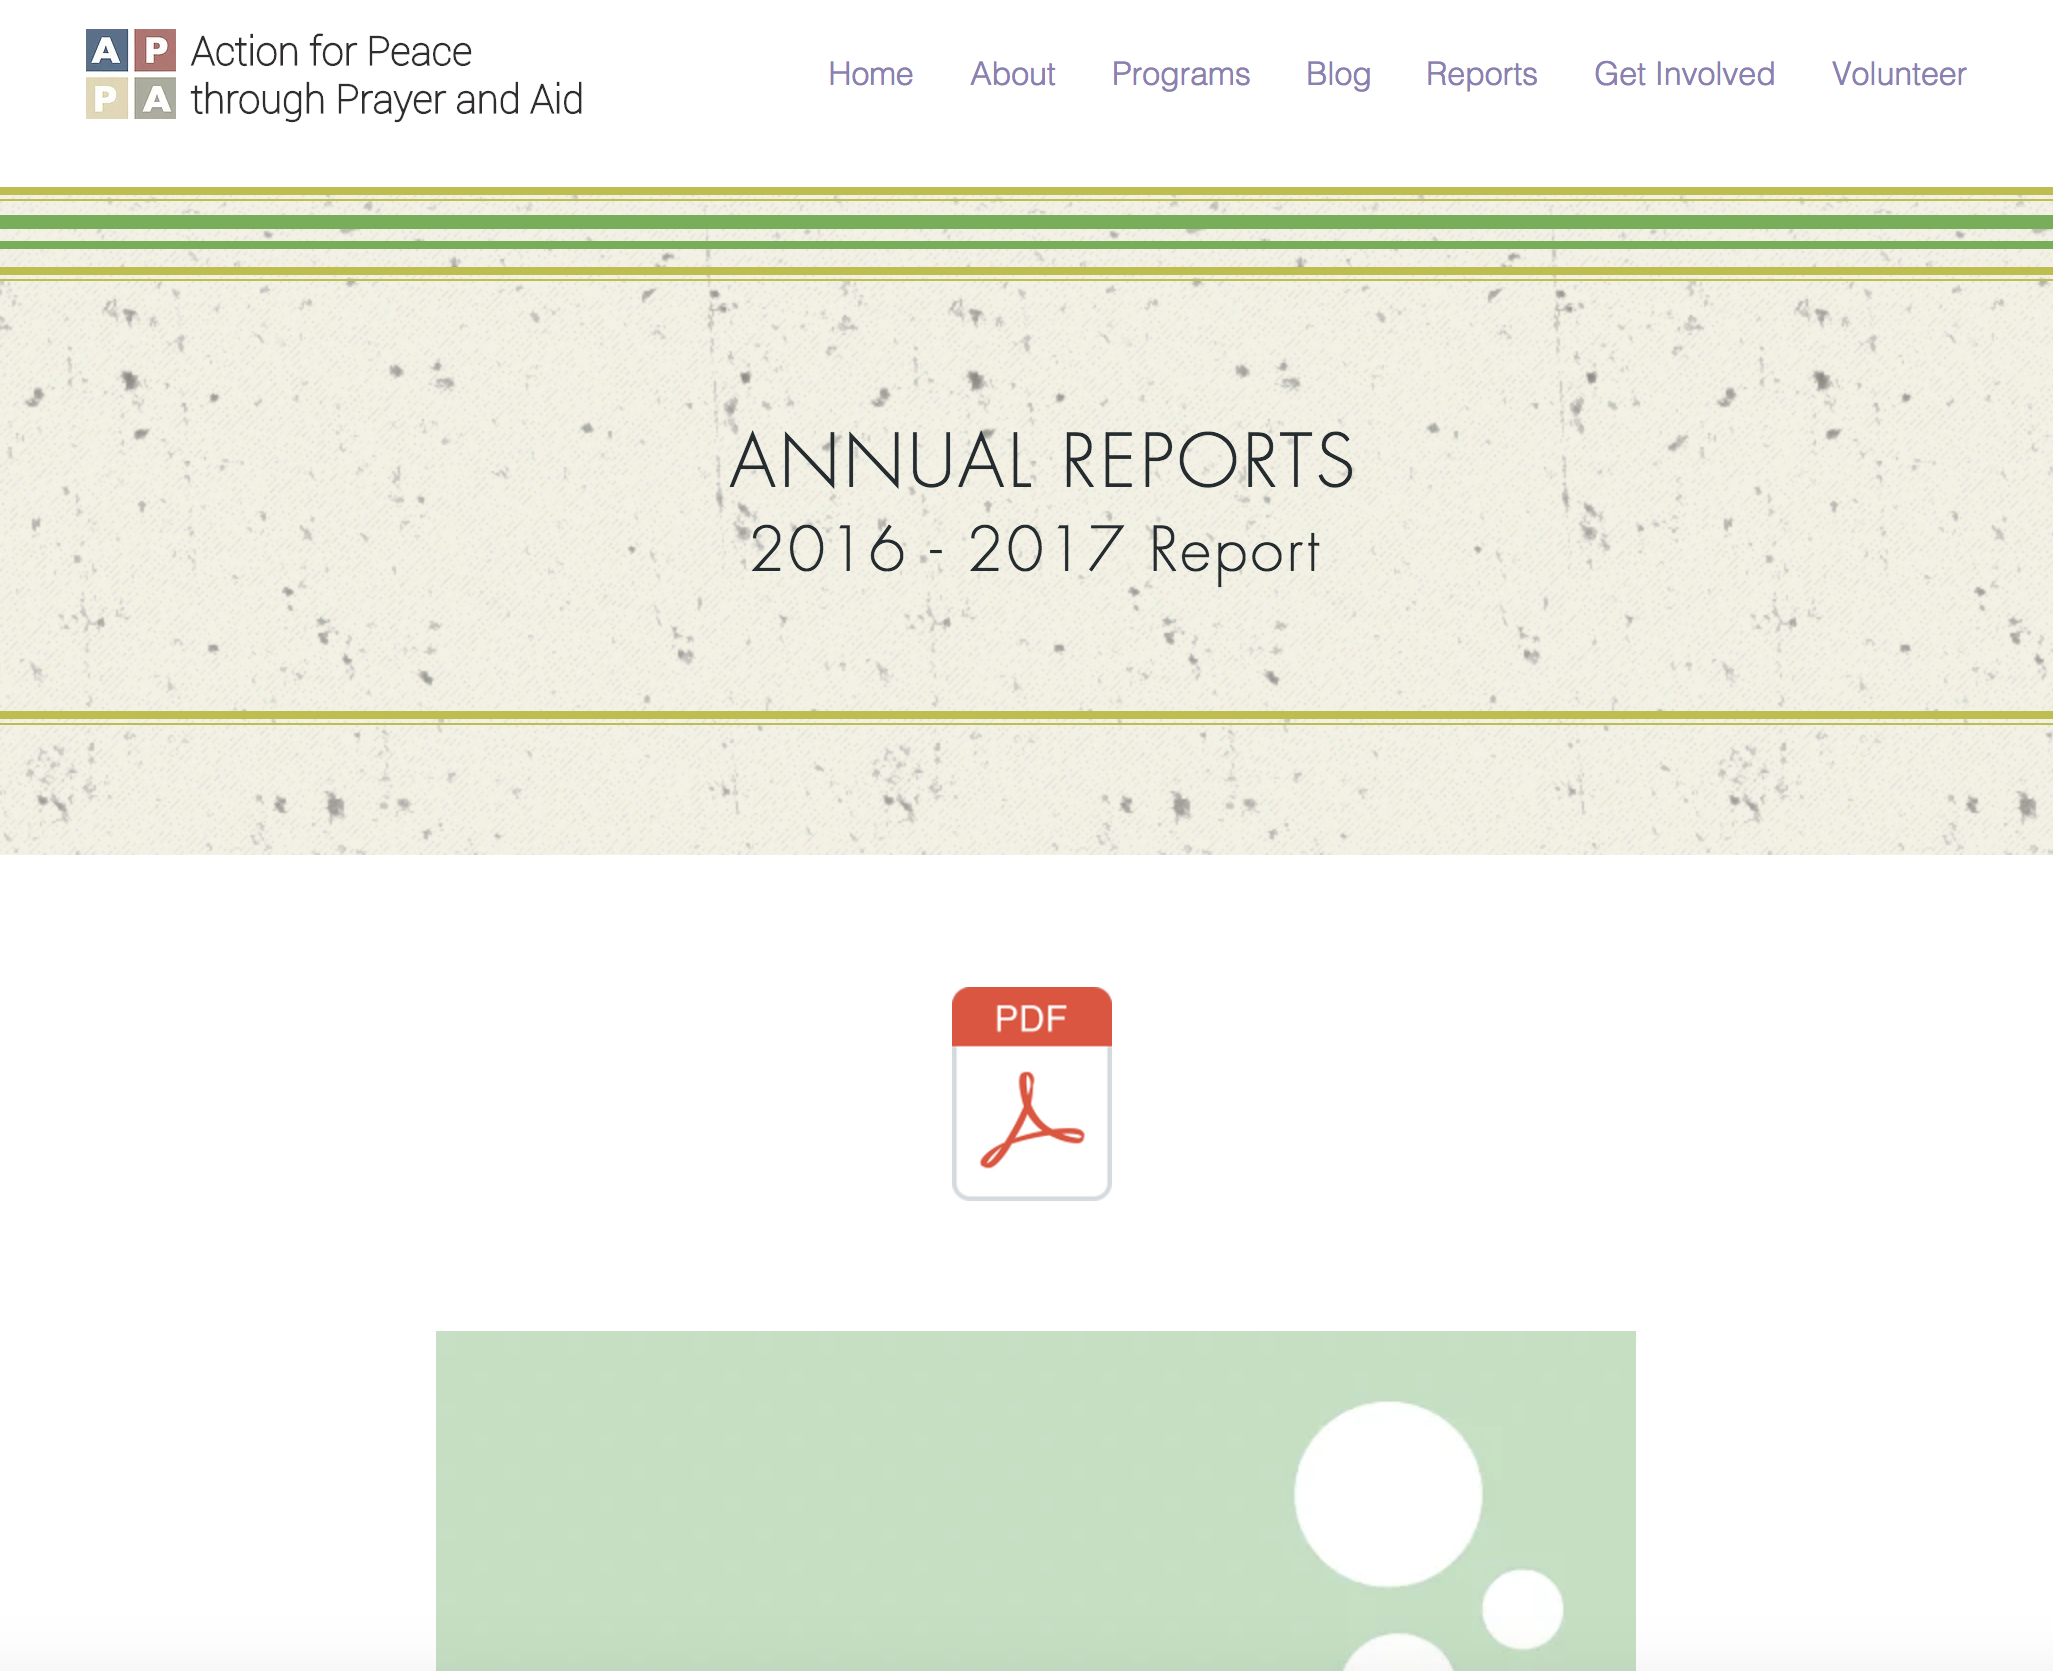 A P
P A
Action for Peace
through Prayer and Aid
Home About Programs Blog Reports Get Involved Volunteer
ANNUAL REPORTS
2016 - 2017 Report
PDF